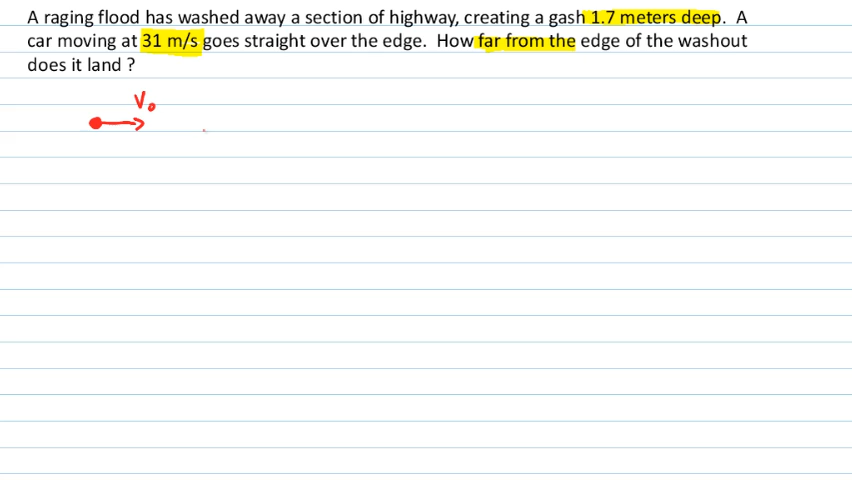 A raging flood has washed away a section of highway, creating a gash 1.7 meters deep. A
car moving at 31 m/s goes straight over the edge. How far from the edge of the washout
does it land ?
V₀